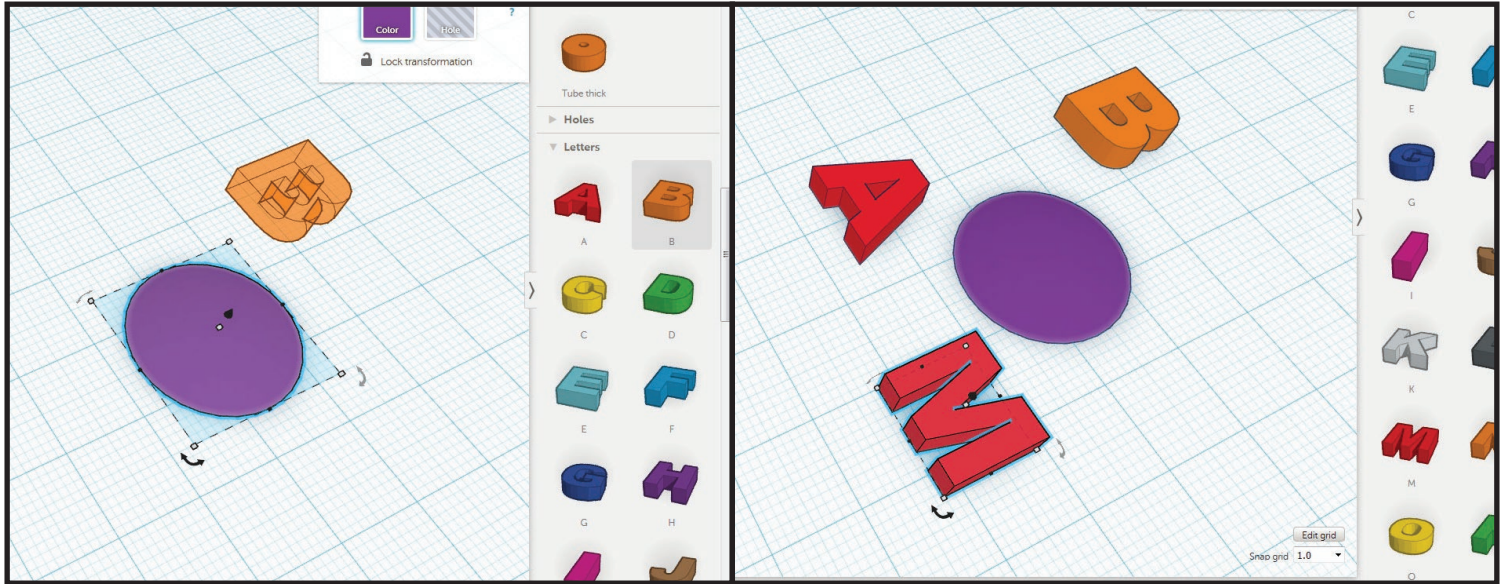 Color Hole ?
Lock transformation
Tube thick
Holes
Letters
A B
C D
E F
G H
C
E
G
I
K
M
Edit grid
Snap grid 1.0